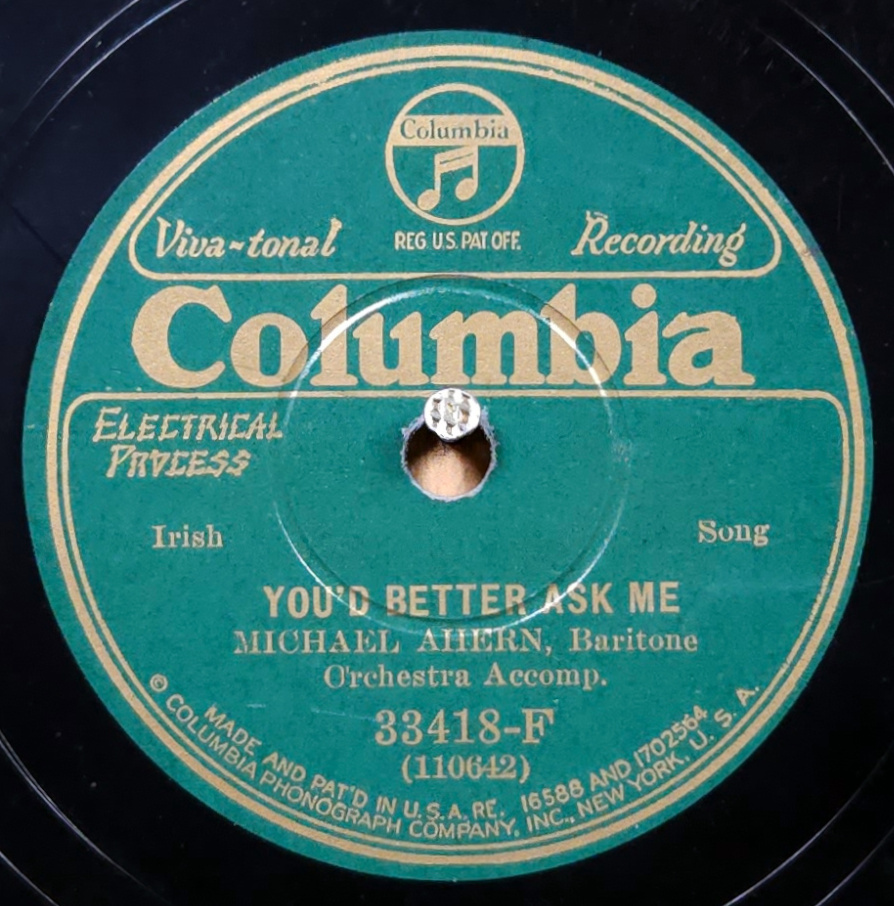 Columbia
Viva-tonal REG. U.S. PAT. OFF. Recording
Columbia
ELECTRICAL
PROCESS
Irish Song
YOU'D BETTER ASK ME
MICHAEL AHERN, Baritone
Orchestra Accomp.
33418-F
(110642)
MADE AND PAT'D IN U.S.A. RE. 16588 AND 1702564
© COLUMBIA PHONOGRAPH COMPANY, INC., NEW YORK, U. S. A.